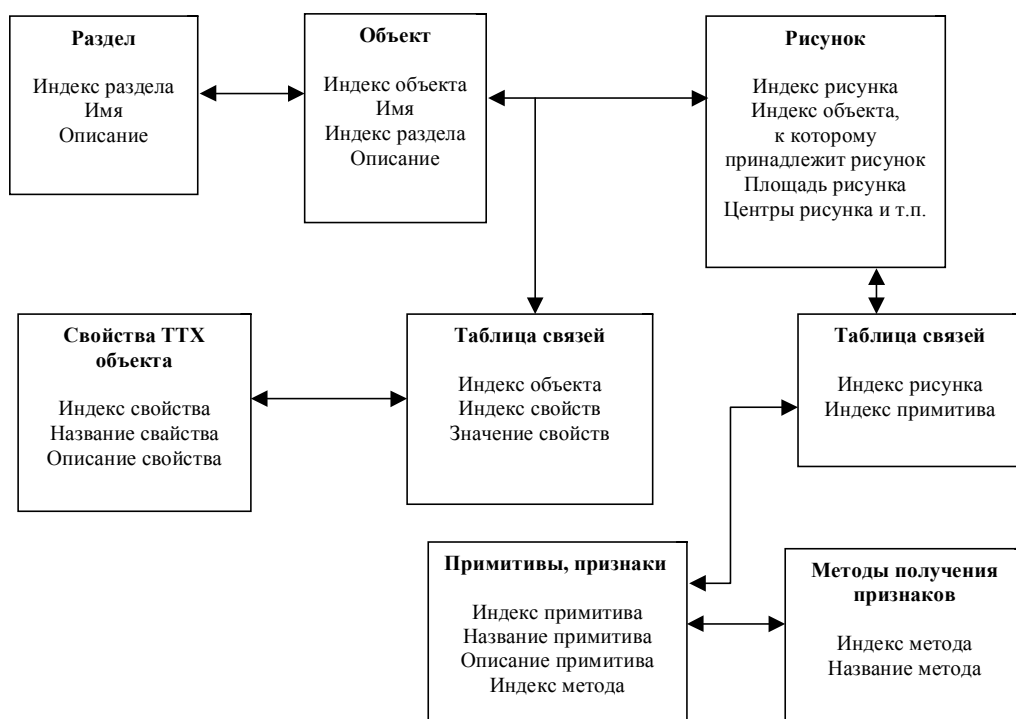 Раздел
Индекс раздела
Имя
Описание
Объект
Индекс объекта
Имя
Индекс раздела
Описание
Рисунок
Индекс рисунка
Индекс объекта,
к которому
принадлежит рисунок
Площадь рисунка
Центры рисунка и т.п.
Свойства ТТХ
объекта
Индекс свойства
Название свайства
Описание свойства
Таблица связей
Индекс объекта
Индекс свойств
Значение свойств
Таблица связей
Индекс рисунка
Индекс примитива
Примитивы, признаки
Индекс примитива
Название примитива
Описание примитива
Индекс метода
Методы получения
признаков
Индекс метода
Название метода